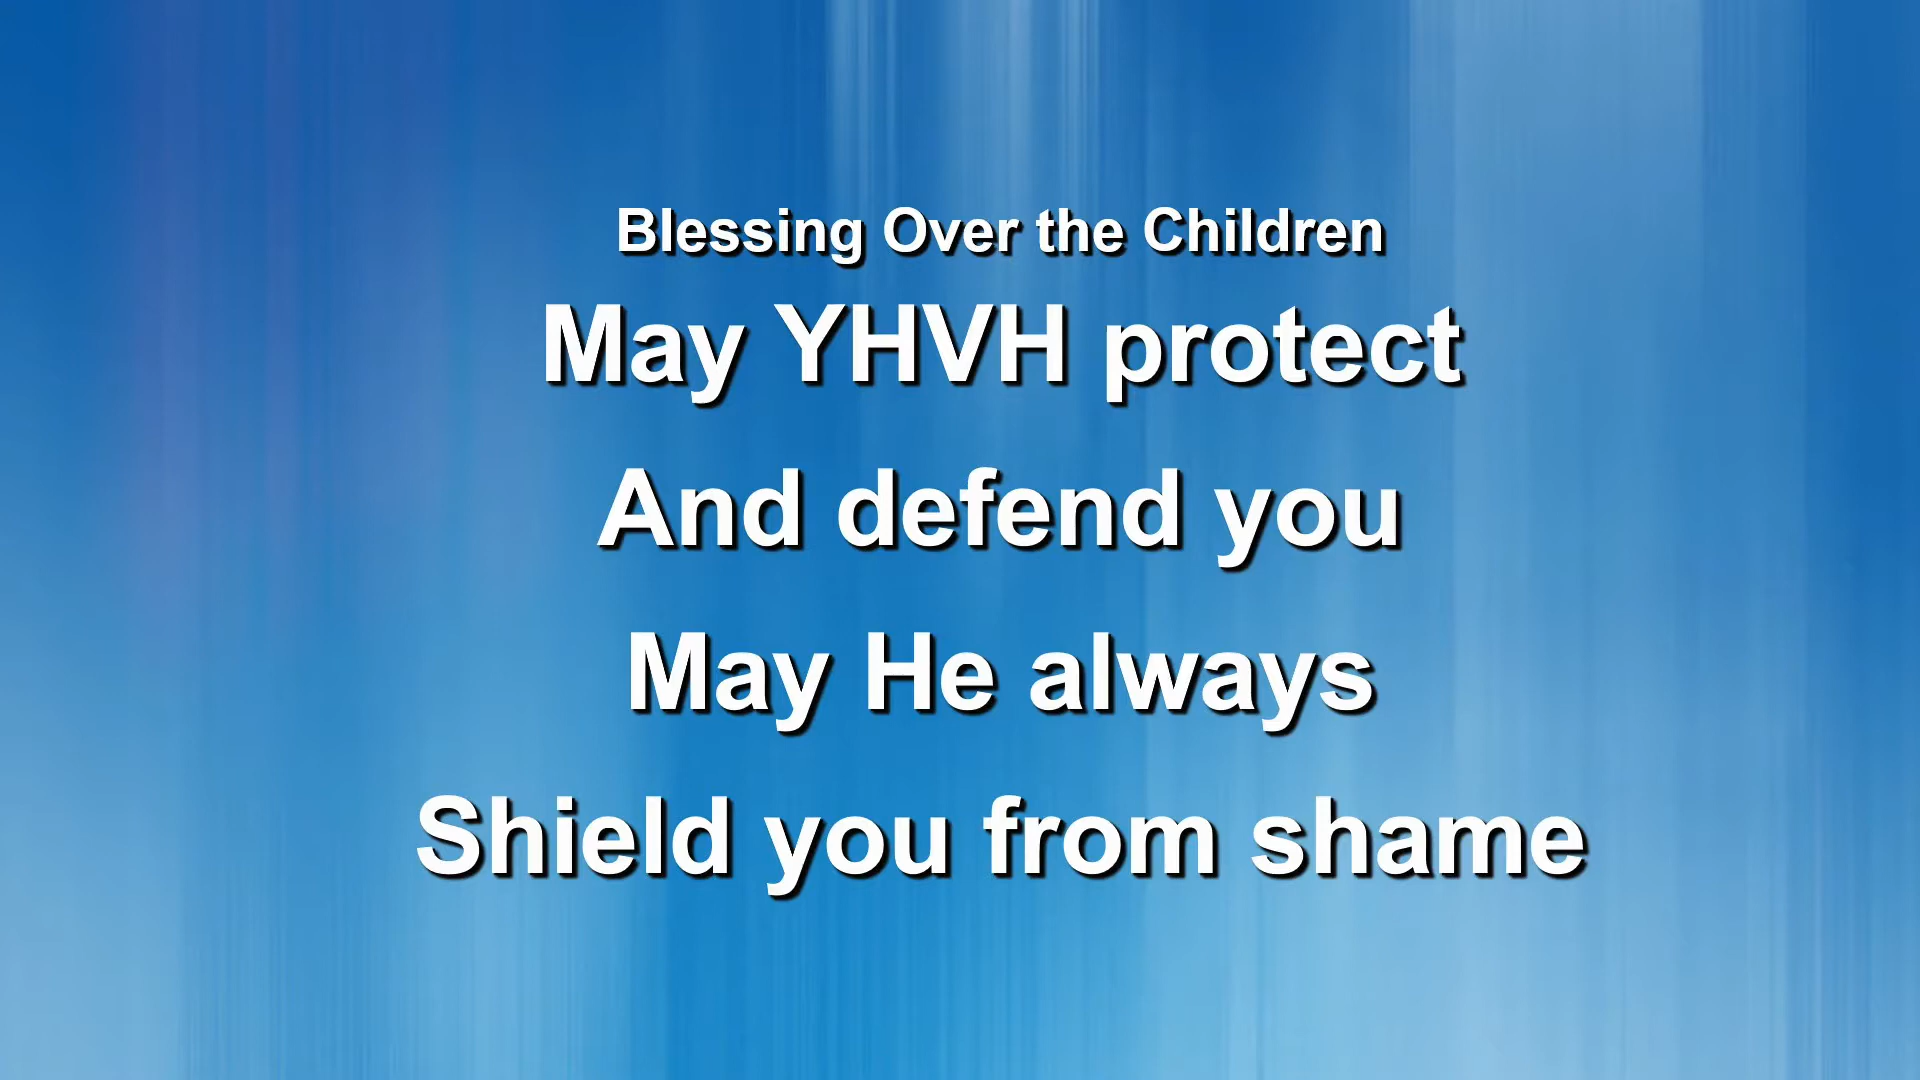 Blessing Over the Children
May YHVH protect
And defend you
May He always
Shield you from shame